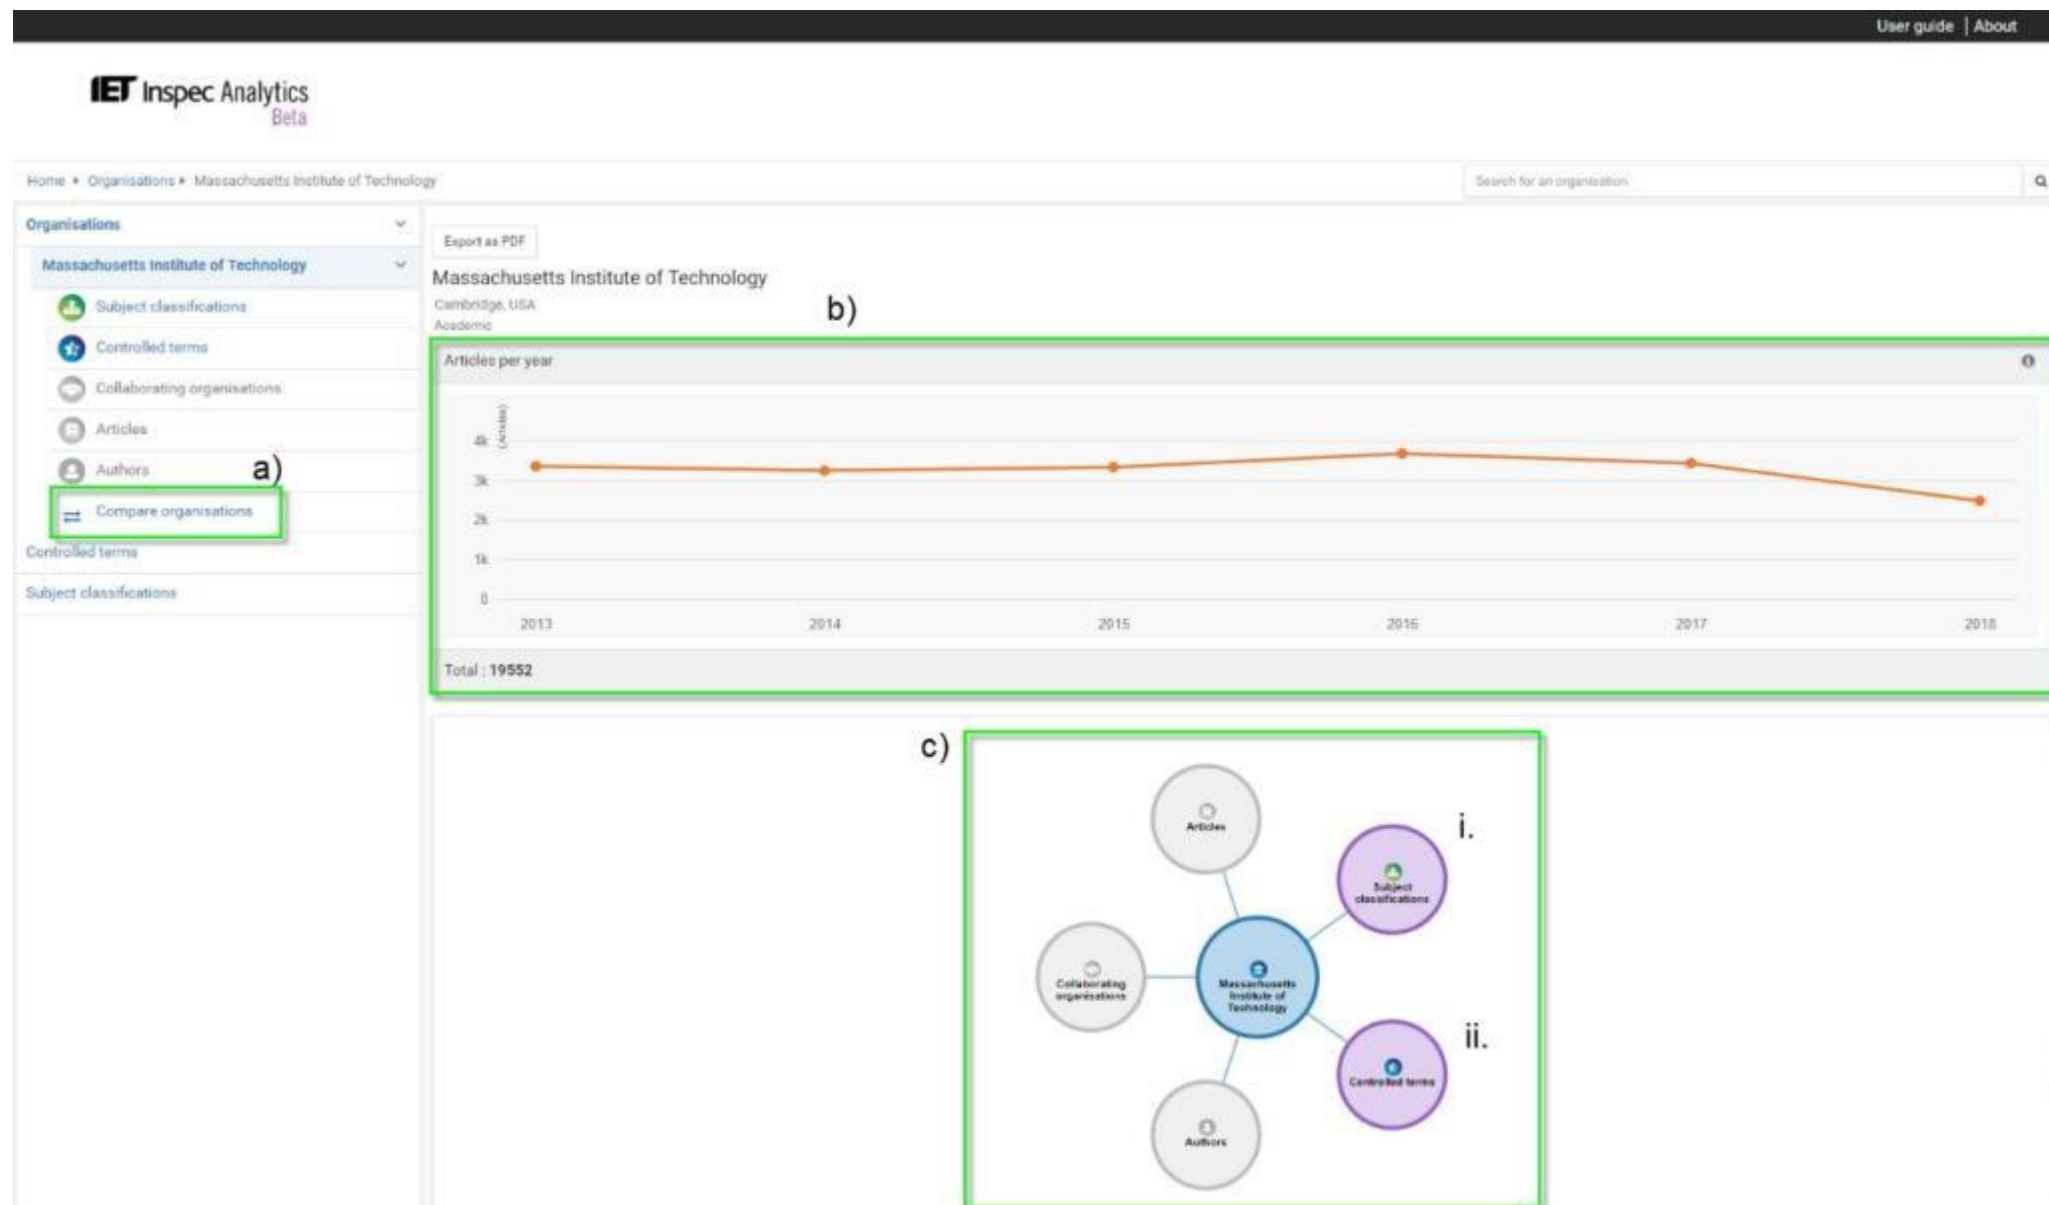 User guide | About
IET Inspec Analytics
Beta
Home Organisations Massachusetts Institute of Technology
Search for an organisation
Organisations
Massachusetts Institute of Technology
Subject classifications
Controlled terms
Collaborating organisations
Articles
Authors
a)
Compare organisations
Controlled terms
Subject classifications
Export as PDF
Massachusetts Institute of Technology
Cambridge, USA
Academic
b)
Articles per year
(Articles)
4k
3k
2k
1k
0
2013 2014 2015 2016 2017 2018
Total : 19552
c)
Articles
i.
Subject
classifications
Collaborating
organisations
Massachusetts
Institute of
Technology
ii.
Controlled terms
Authors